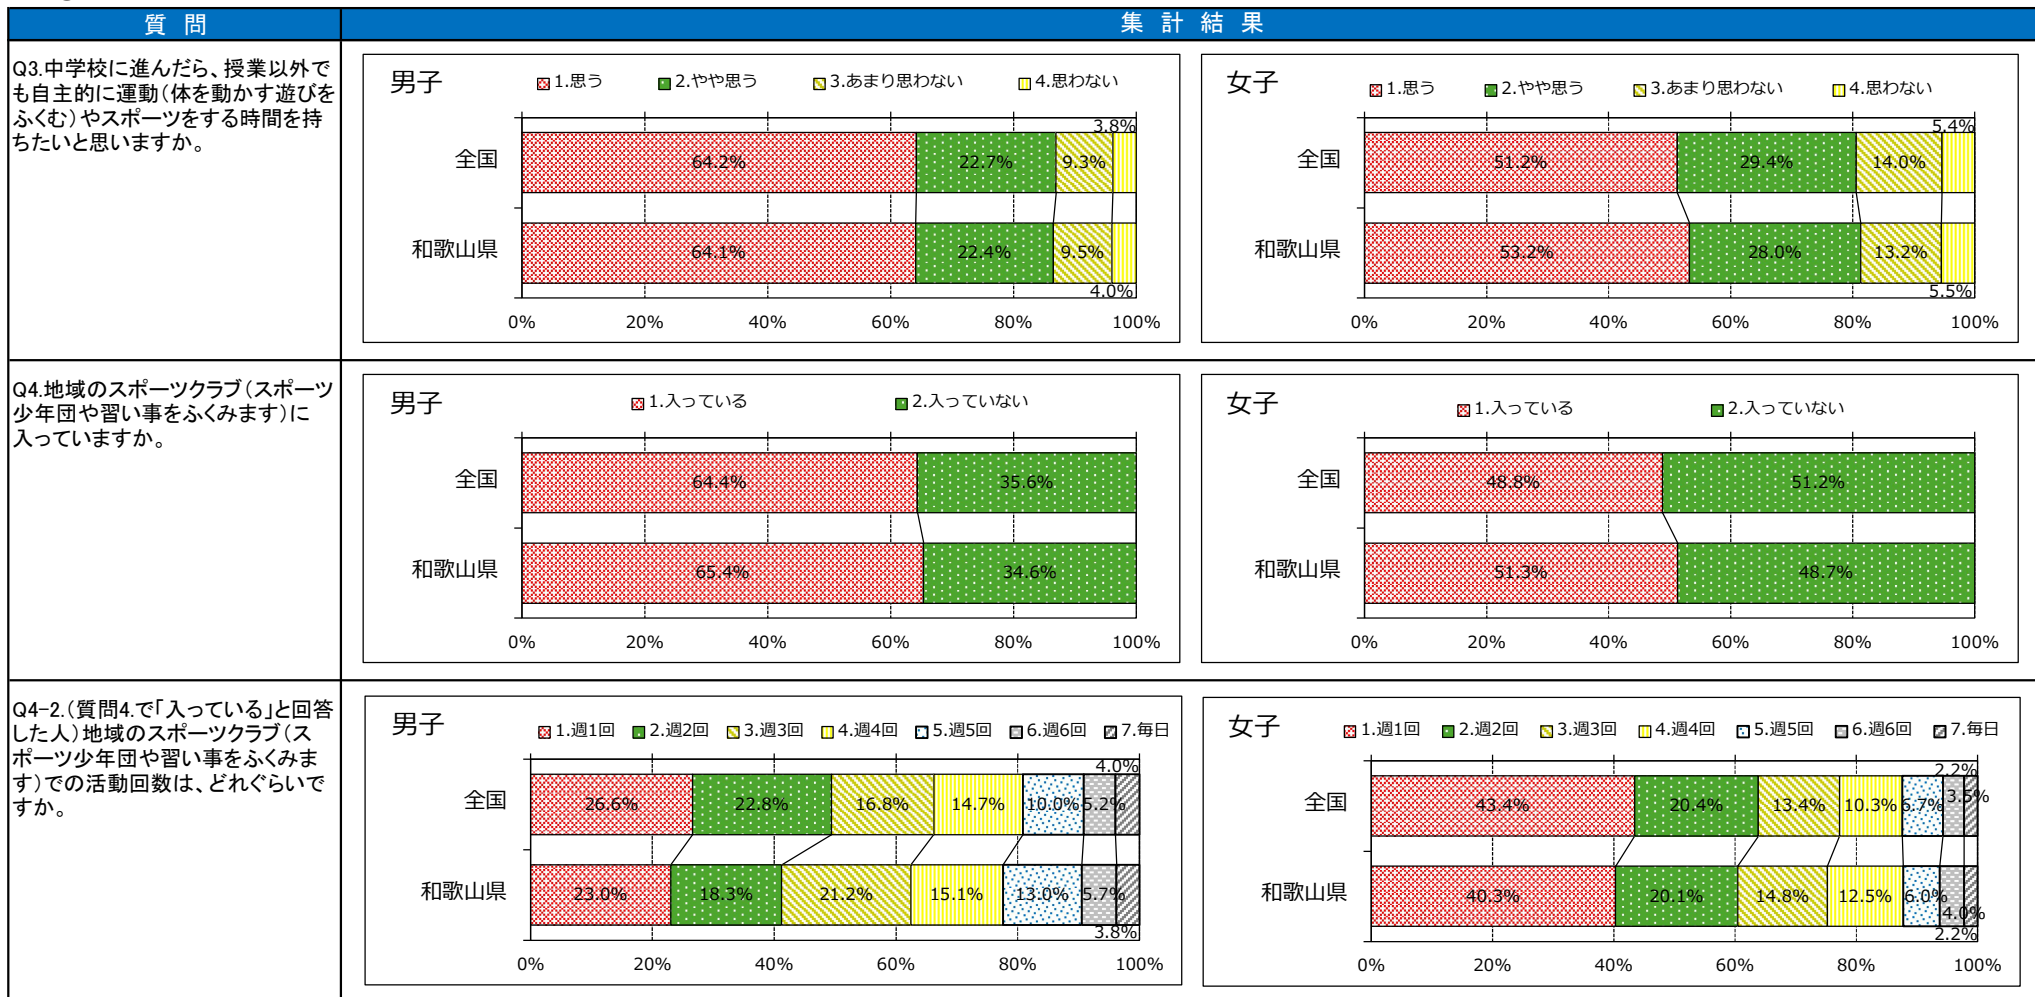 質 問
集 計 結 果
Q3.中学校に進んだら、授業以外で
も自主的に運動(体を動かす遊びを
ふくむ)やスポーツをする時間を持
ちたいと思いますか。
男子
1.思う 2.やや思う 3.あまり思わない 4.思わない
3.8%
全国 64.2% 22.7% 9.3%
和歌山県 64.1% 22.4% 9.5%
4.0%
0% 20% 40% 60% 80% 100%
女子
1.思う 2.やや思う 3.あまり思わない 4.思わない
5.4%
全国 51.2% 29.4% 14.0%
和歌山県 53.2% 28.0% 13.2%
5.5%
0% 20% 40% 60% 80% 100%
Q4.地域のスポーツクラブ(スポーツ
少年団や習い事をふくみます)に
入っていますか。
男子
1.入っている 2.入っていない
全国 64.4% 35.6%
和歌山県 65.4% 34.6%
0% 20% 40% 60% 80% 100%
女子
1.入っている 2.入っていない
全国 48.8% 51.2%
和歌山県 51.3% 48.7%
0% 20% 40% 60% 80% 100%
Q4-2.(質問4.で「入っている」と回答
した人)地域のスポーツクラブ(ス
ポーツ少年団や習い事をふくみま
す)での活動回数は、どれぐらいで
すか。
男子
1.週1回 2.週2回 3.週3回 4.週4回 5.週5回 6.週6回 7.毎日
4.0%
全国 26.6% 22.8% 16.8% 14.7% 10.0% 5.2%
和歌山県 23.0% 18.3% 21.2% 15.1% 13.0% 5.7%
3.8%
0% 20% 40% 60% 80% 100%
女子
1.週1回 2.週2回 3.週3回 4.週4回 5.週5回 6.週6回 7.毎日
2.2%
全国 43.4% 20.4% 13.4% 10.3% 6.7% 3.5%
和歌山県 40.3% 20.1% 14.8% 12.5% 6.0% 4.0%
2.2%
0% 20% 40% 60% 80% 100%